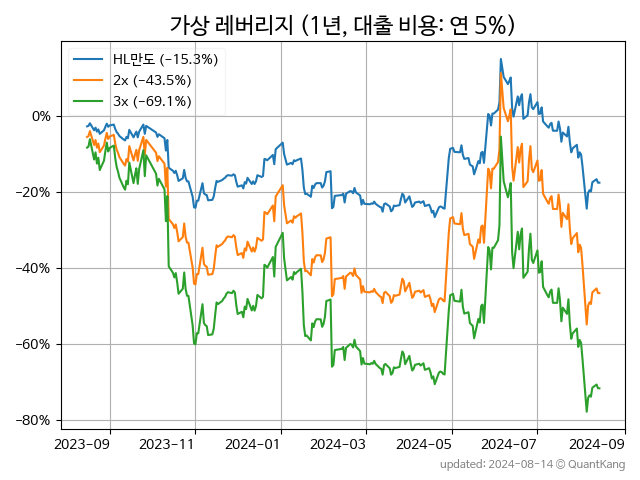 가상 레버리지 (1년, 대출 비용: 연 5%)
HL만도 (−15.3%)
2x (−43.5%)
3x (−69.1%)
0%
−20%
−40%
−60%
−80%
2023−09 2023−11 2024−01 2024−03 2024−05 2024−07 2024−09
updated: 2024-08-14 © QuantKang